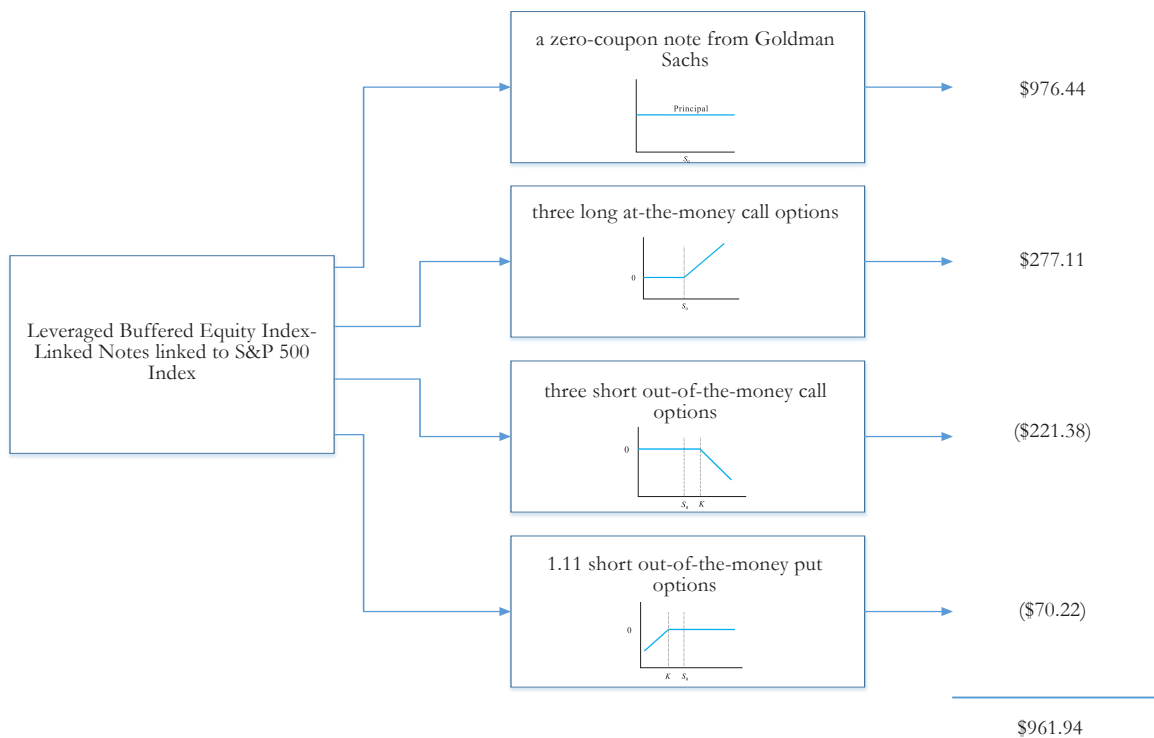 a zero-coupon note from Goldman
Sachs
Principal
S₀
$976.44
three long at-the-money call options
0
S₀
$277.11
Leveraged Buffered Equity Index-
Linked Notes linked to S&P 500
Index
three short out-of-the-money call
options
0
S₀ K
($221.38)
1.11 short out-of-the-money put
options
0
K S₀
($70.22)
$961.94